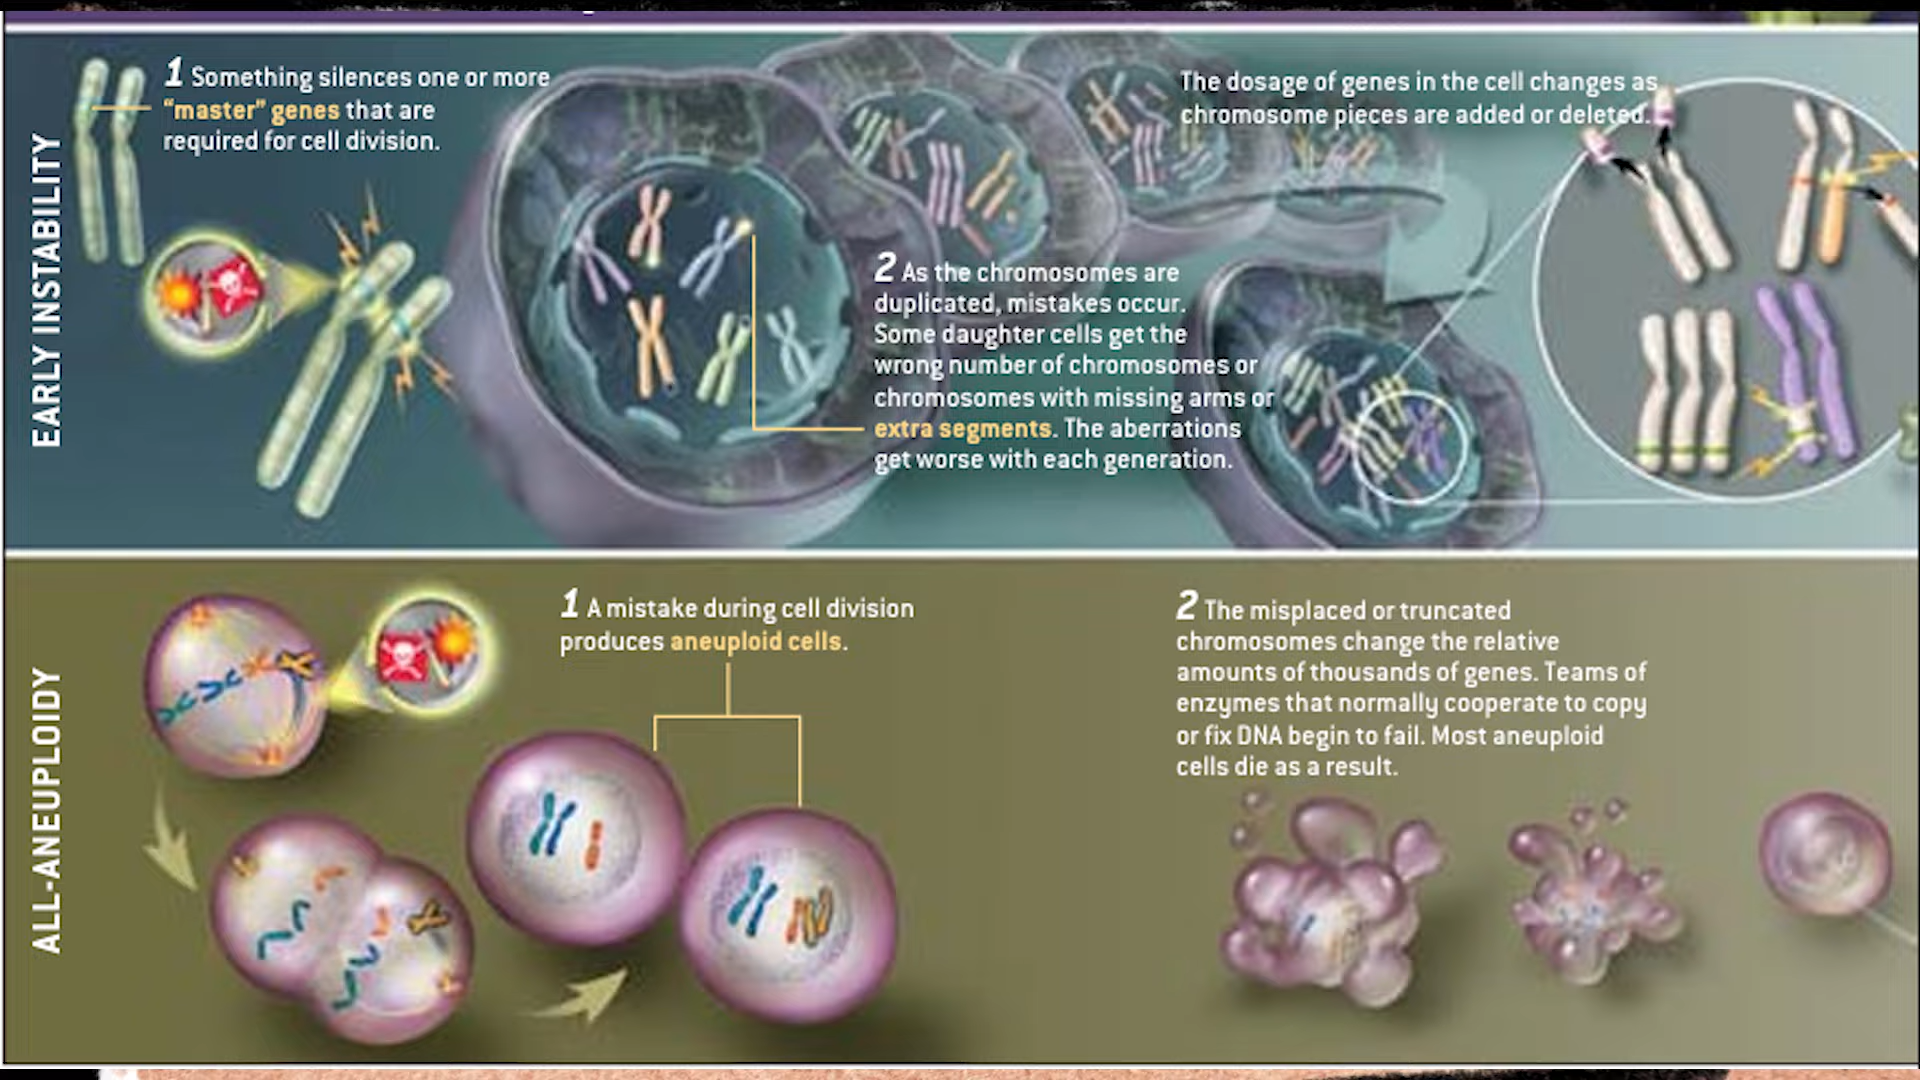 EARLY INSTABILITY
1 Something silences one or more
“master” genes that are
required for cell division.
2 As the chromosomes are
duplicated, mistakes occur.
Some daughter cells get the
wrong number of chromosomes or
chromosomes with missing arms or
extra segments. The aberrations
get worse with each generation.
The dosage of genes in the cell changes as
chromosome pieces are added or deleted.
ALL-ANEUPLOIDY
1 A mistake during cell division
produces aneuploid cells.
2 The misplaced or truncated
chromosomes change the relative
amounts of thousands of genes. Teams of
enzymes that normally cooperate to copy
or fix DNA begin to fail. Most aneuploid
cells die as a result.